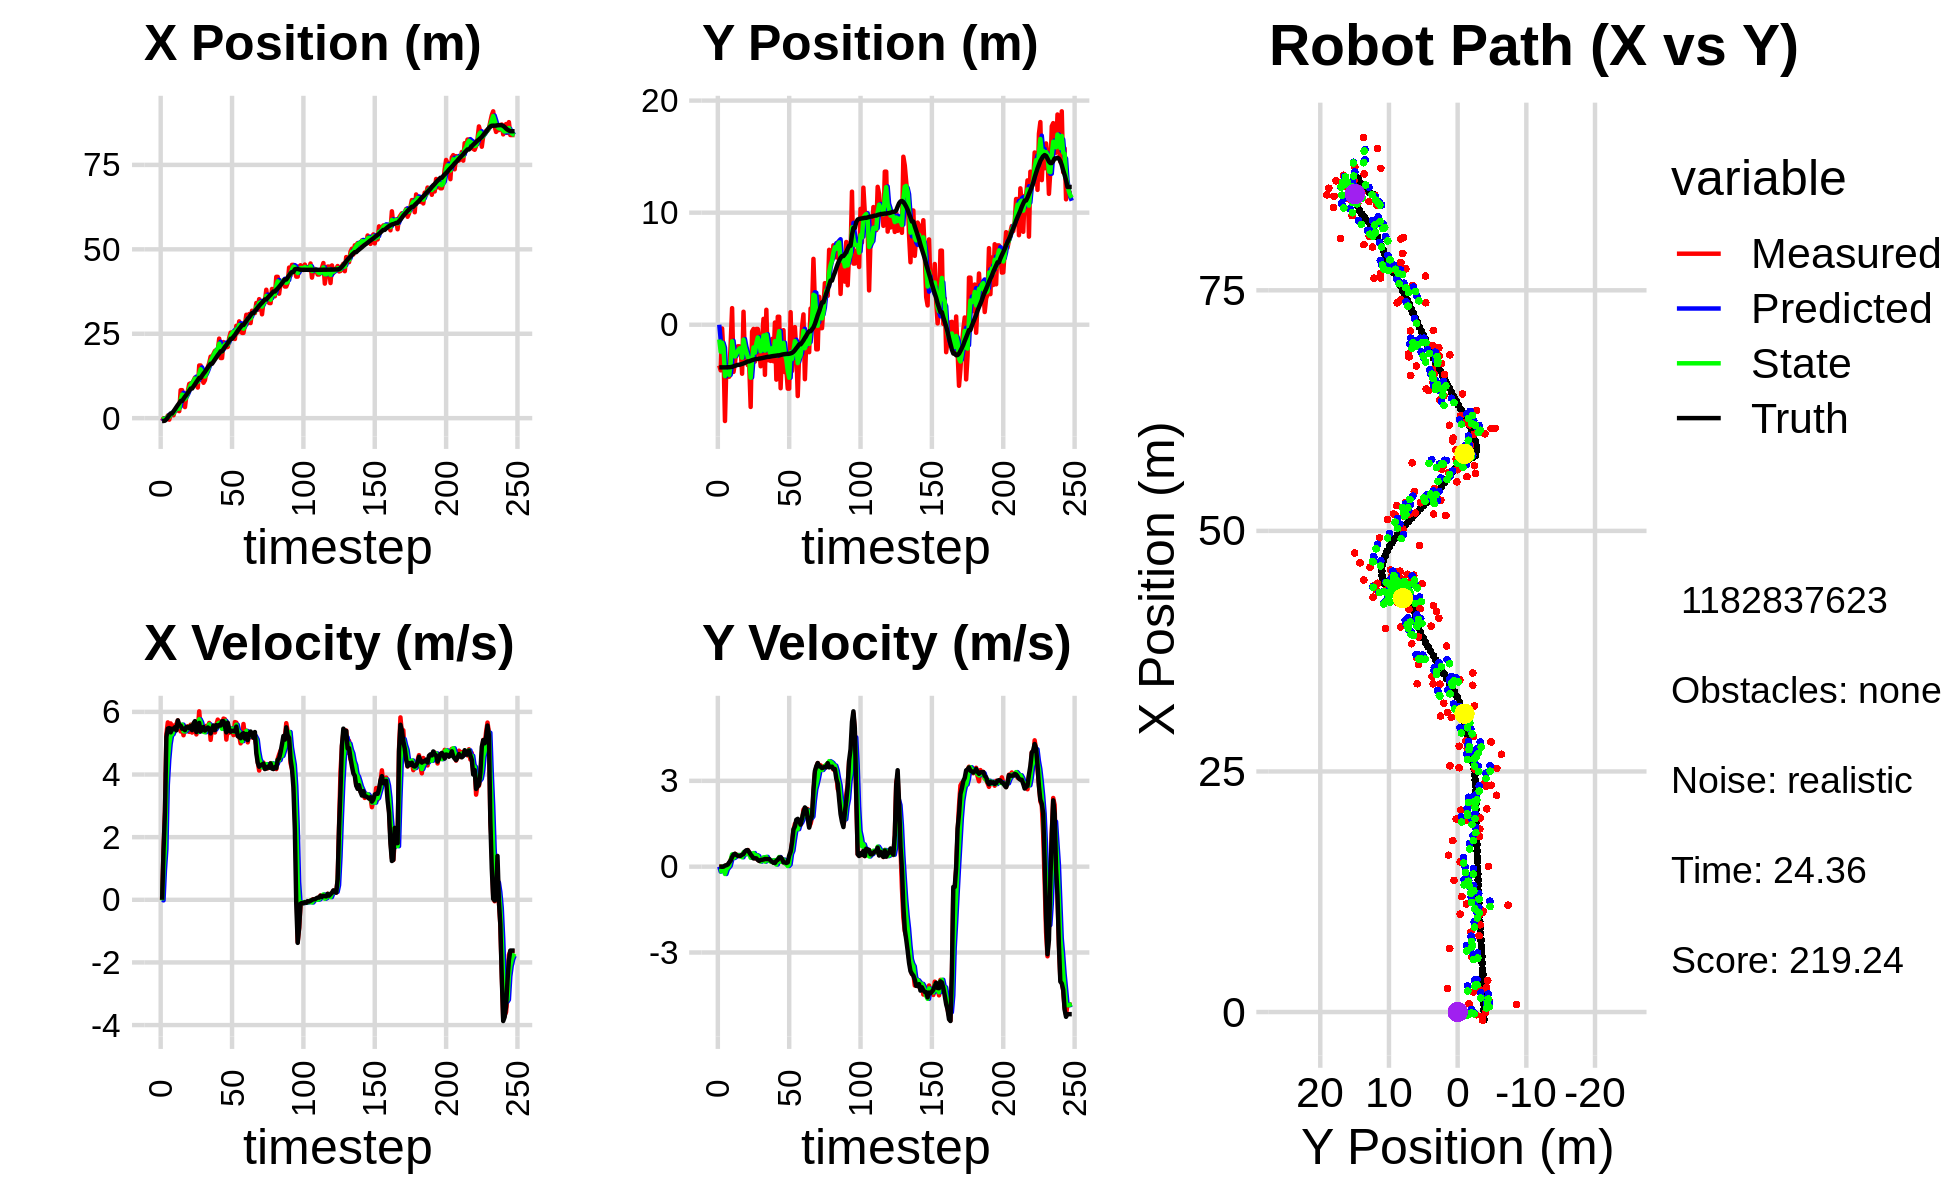 X Position (m)
75
50
25
0
0
50
100
150
200
250
timestep
Y Position (m)
20
10
0
0
50
100
150
200
250
timestep
X Velocity (m/s)
6
4
2
0
-2
-4
0
50
100
150
200
250
timestep
Y Velocity (m/s)
3
0
-3
0
50
100
150
200
250
timestep
Robot Path (X vs Y)
X Position (m)
75
50
25
0
20 10 0 -10 -20
Y Position (m)
variable
Measured
Predicted
State
Truth
1182837623
Obstacles: none
Noise: realistic
Time: 24.36
Score: 219.24